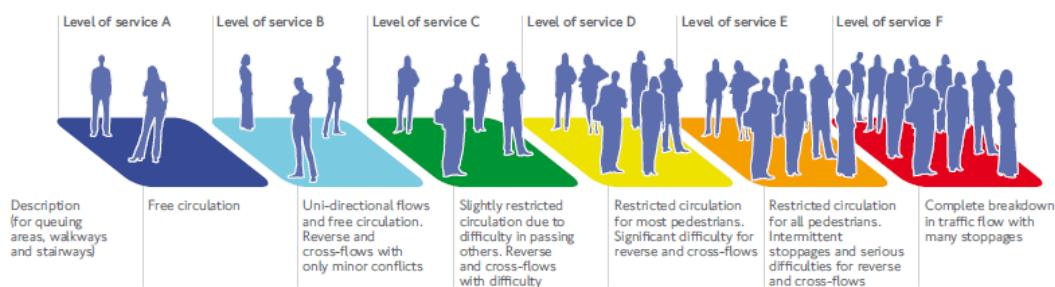 Level of service A
Level of service B
Level of service C
Level of service D
Level of service E
Level of service F
Description
(for queuing
areas, walkways
and stairways)
Free circulation
Uni-directional flows
and free circulation.
Reverse and
cross-flows with
only minor conflicts
Slightly restricted
circulation due to
difficulty in passing
others. Reverse
and cross-flows
with difficulty
Restricted circulation
for most pedestrians.
Significant difficulty for
reverse and cross-flows
Restricted circulation
for all pedestrians.
Intermittent
stoppages and serious
difficulties for reverse
and cross-flows
Complete breakdown
in traffic flow with
many stoppages